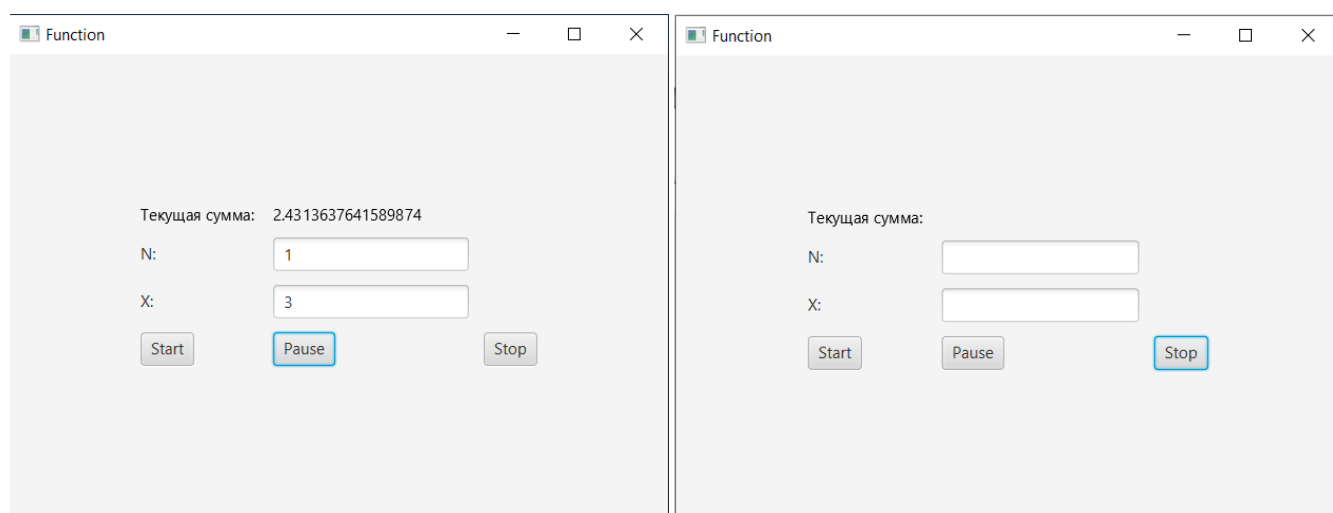 Function
Текущая сумма: 2.4313637641589874
N: 1
X: 3
Start Pause Stop
Function
Текущая сумма:
N:
X:
Start Pause Stop